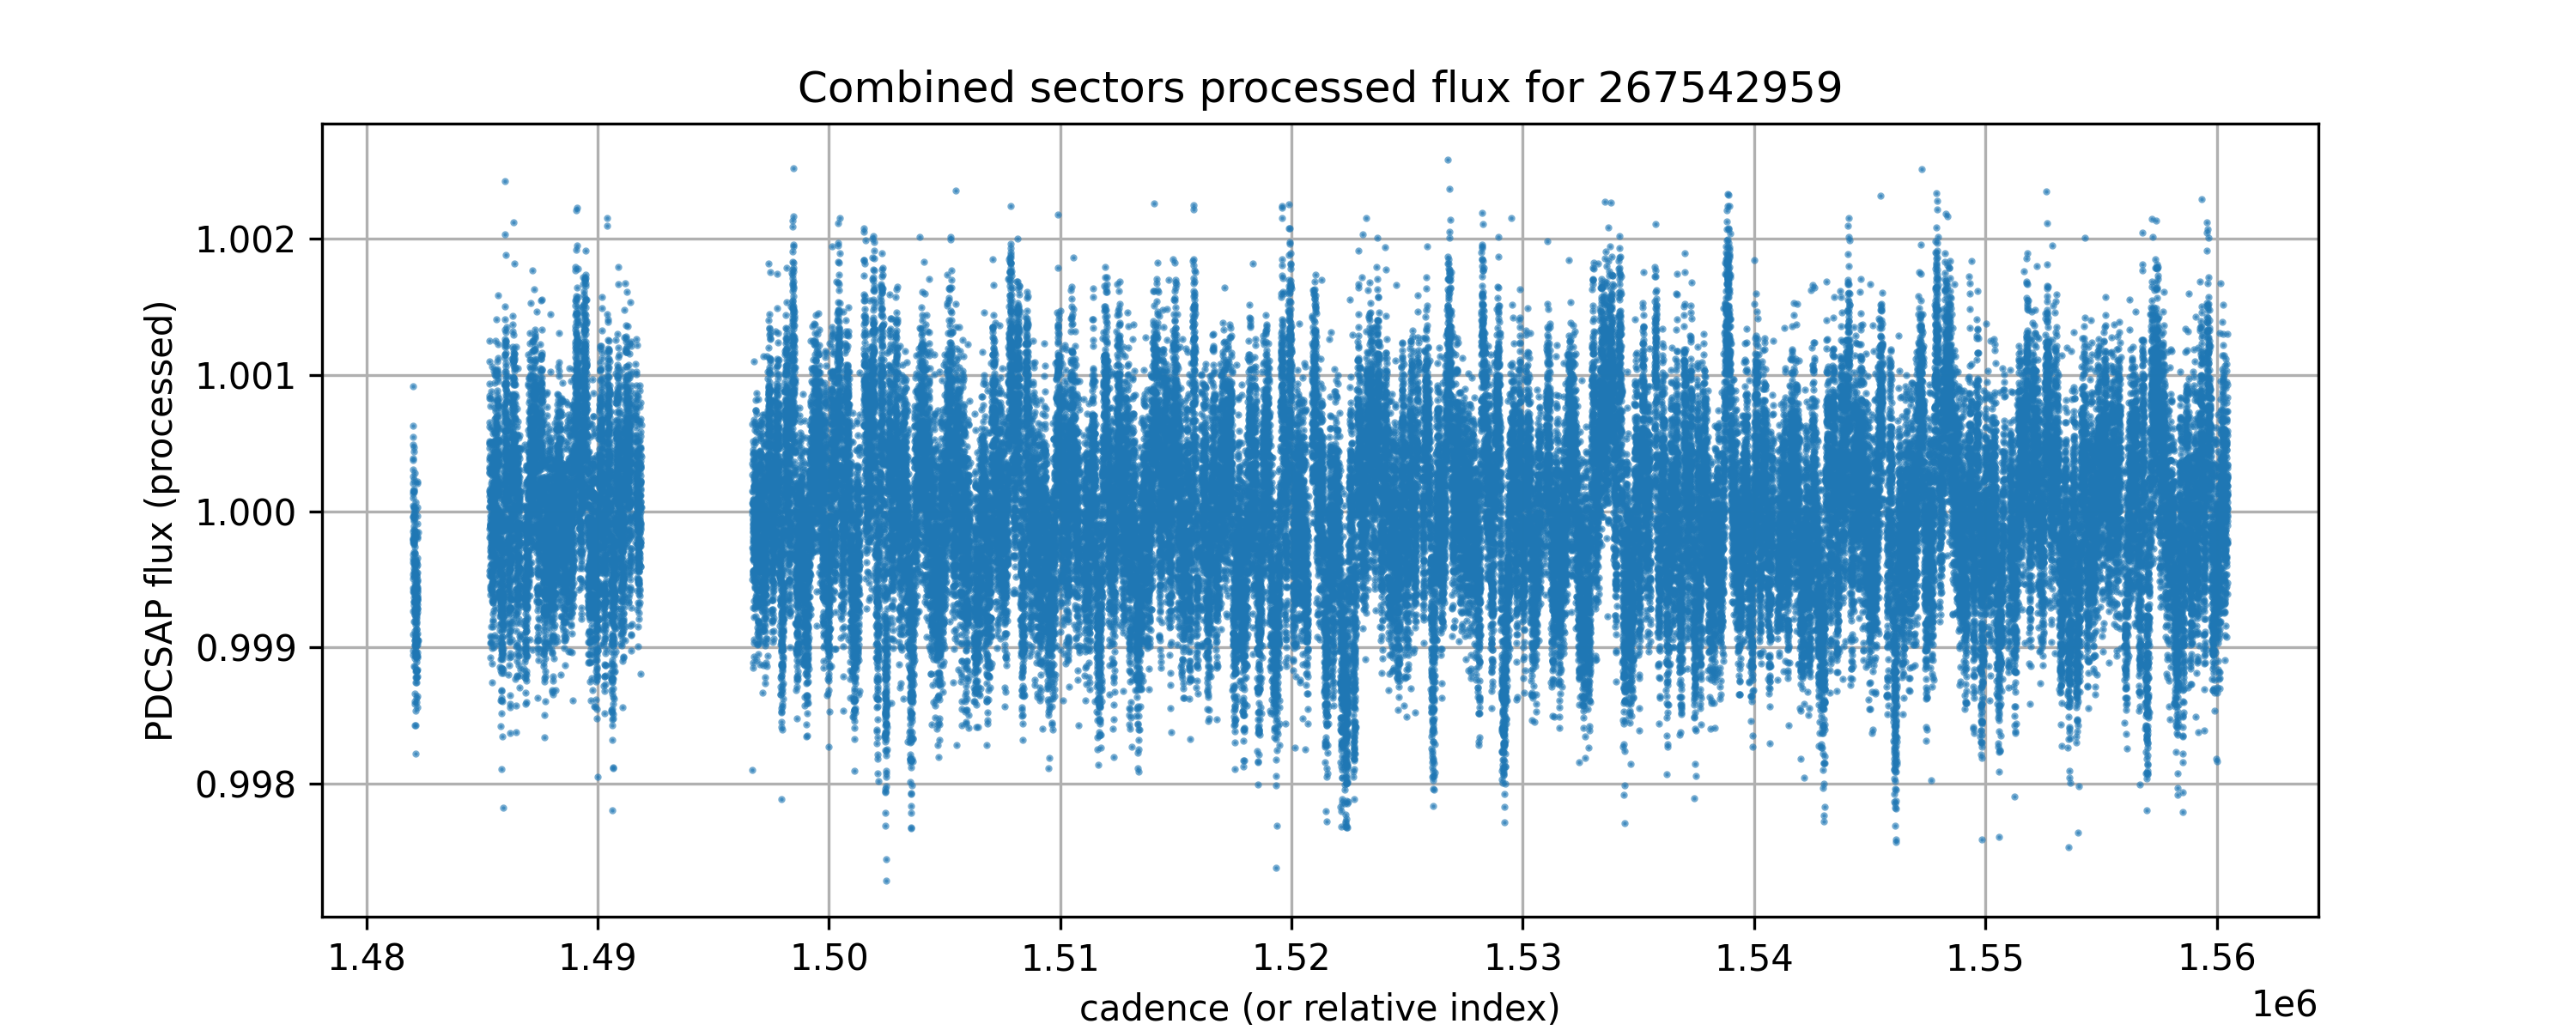 Combined sectors processed flux for 267542959
PDCSAP flux (processed)
1.002
1.001
1.000
0.999
0.998
1.48 1.49 1.50 1.51 1.52 1.53 1.54 1.55 1.56
1e6
cadence (or relative index)